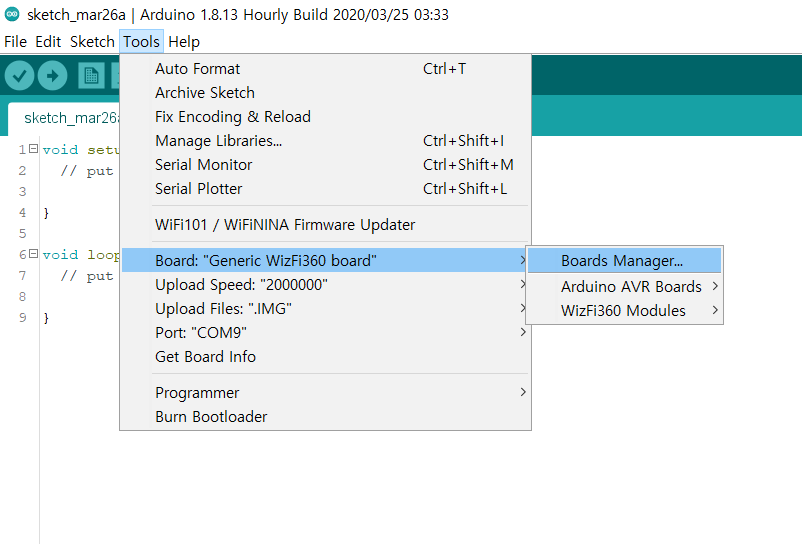 sketch_mar26a | Arduino 1.8.13 Hourly Build 2020/03/25 03:33
File Edit Sketch Tools Help
sketch_mar26a
Auto Format Ctrl+T
Archive Sketch
Fix Encoding & Reload
Manage Libraries... Ctrl+Shift+I
Serial Monitor Ctrl+Shift+M
Serial Plotter Ctrl+Shift+L
WiFi101 / WiFiNINA Firmware Updater
Board: "Generic WizFi360 board"
Upload Speed: "2000000"
Upload Files: ".IMG"
Port: "COM9"
Get Board Info
Programmer
Burn Bootloader
Boards Manager...
Arduino AVR Boards
WizFi360 Modules
1 void setu
2 // put
3
4 }
5
6 void loop
7 // put
8
9 }